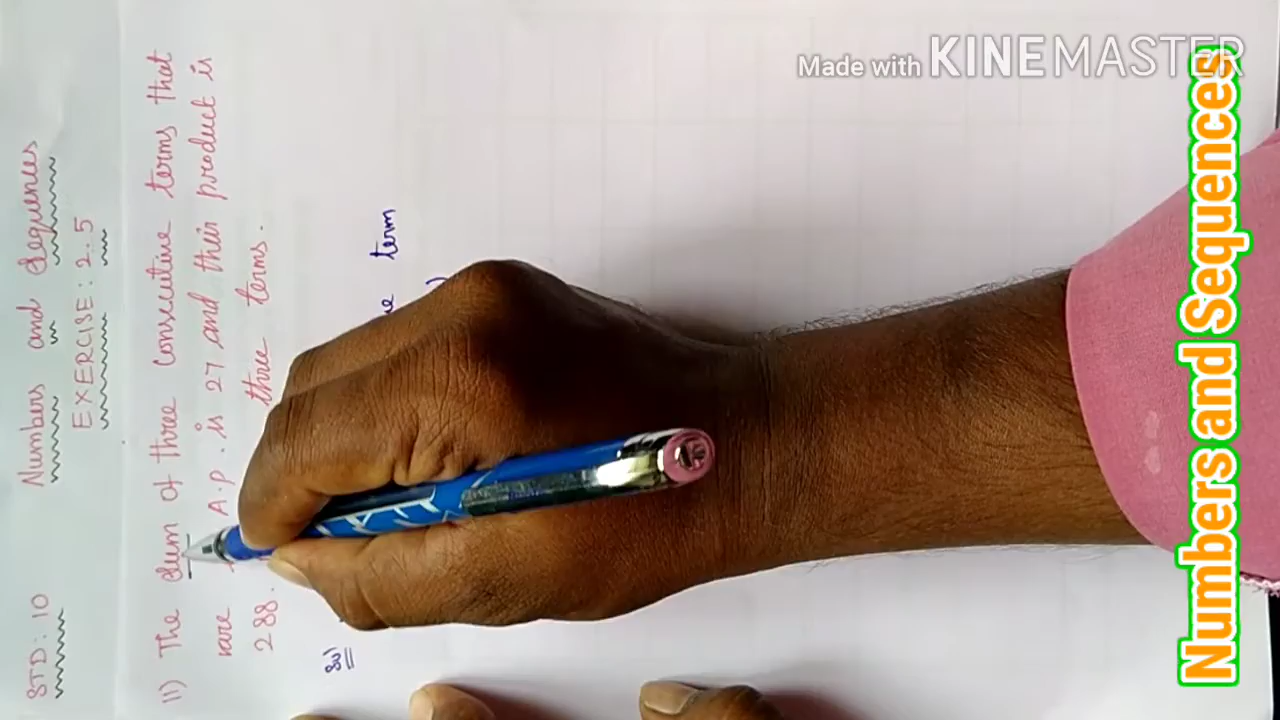 STD: 10 Numbers and Sequences
EXERCISE: 2.5
11) The Sum of three Consecutive terms that
are A.P. is 27 and their product is
288. three terms.
Sol)
term
Made with KINEMASTER
Numbers and Sequences